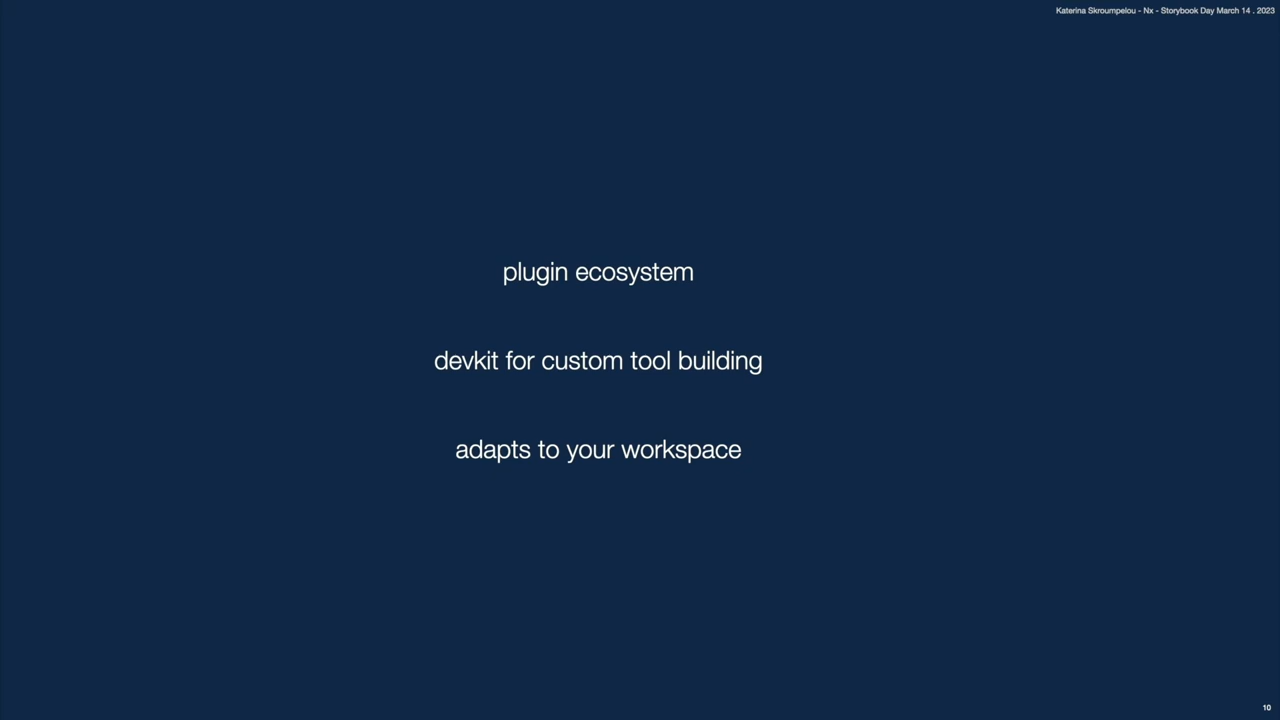 Katerina Skroumpelou - Nx - Storybook Day March 14 . 2023
plugin ecosystem
devkit for custom tool building
adapts to your workspace
10